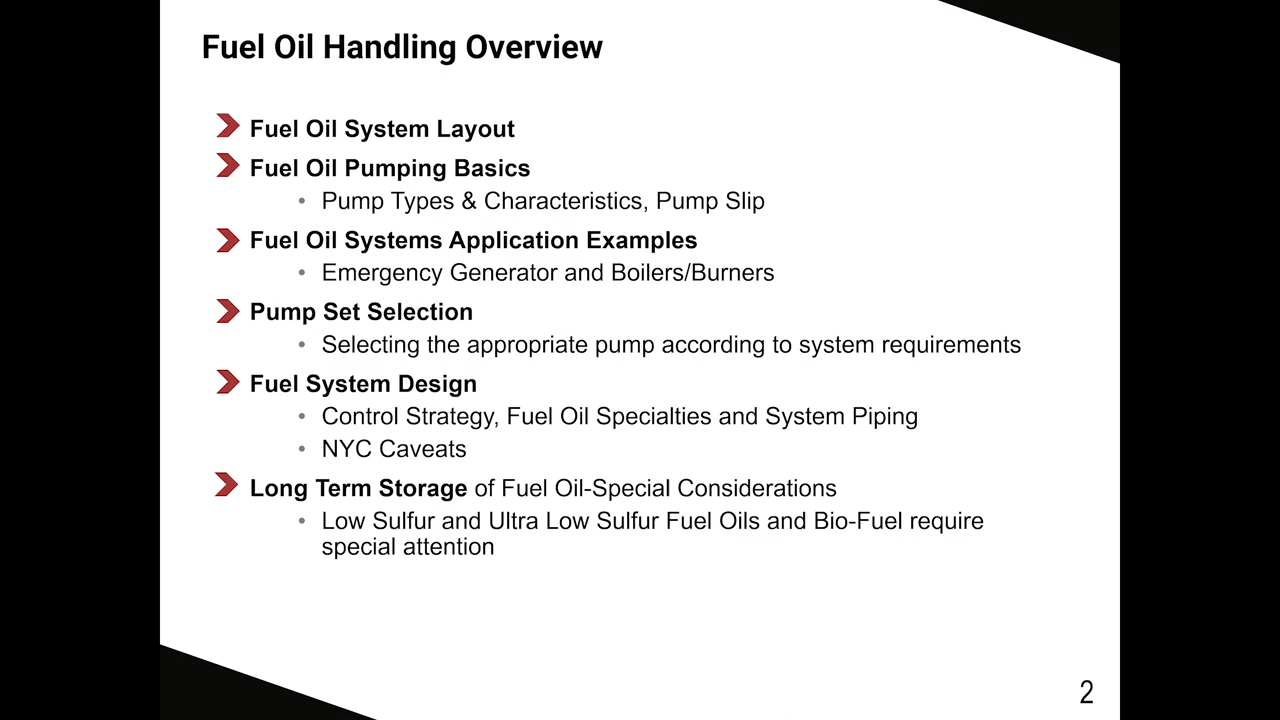 Fuel Oil Handling Overview
Fuel Oil System Layout
Fuel Oil Pumping Basics
• Pump Types & Characteristics, Pump Slip
Fuel Oil Systems Application Examples
• Emergency Generator and Boilers/Burners
Pump Set Selection
• Selecting the appropriate pump according to system requirements
Fuel System Design
• Control Strategy, Fuel Oil Specialties and System Piping
• NYC Caveats
Long Term Storage of Fuel Oil-Special Considerations
• Low Sulfur and Ultra Low Sulfur Fuel Oils and Bio-Fuel require
special attention
2